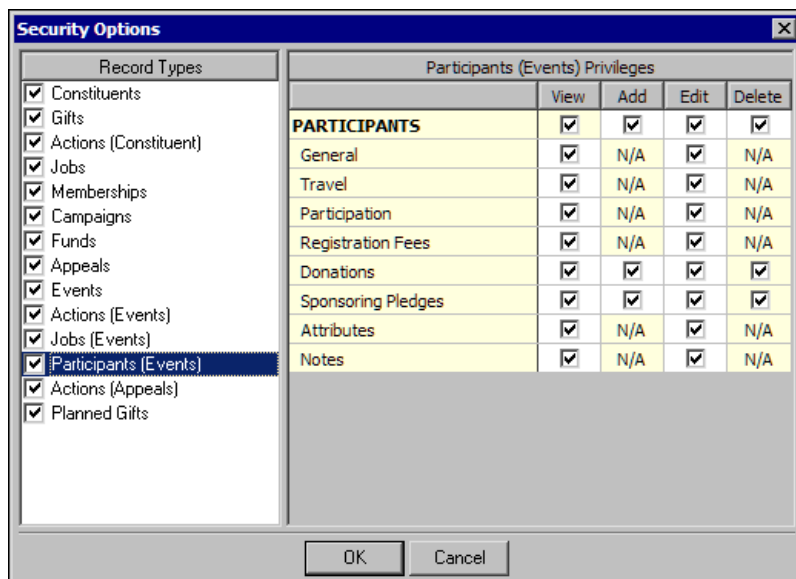 Security Options
Record Types
Constituents
Gifts
Actions (Constituent)
Jobs
Memberships
Campaigns
Funds
Appeals
Events
Actions (Events)
Jobs (Events)
Participants (Events)
Actions (Appeals)
Planned Gifts
Participants (Events) Privileges
View Add Edit Delete
PARTICIPANTS
General N/A N/A
Travel N/A N/A
Participation N/A N/A
Registration Fees N/A N/A
Donations
Sponsoring Pledges
Attributes N/A N/A
Notes N/A N/A
OK Cancel